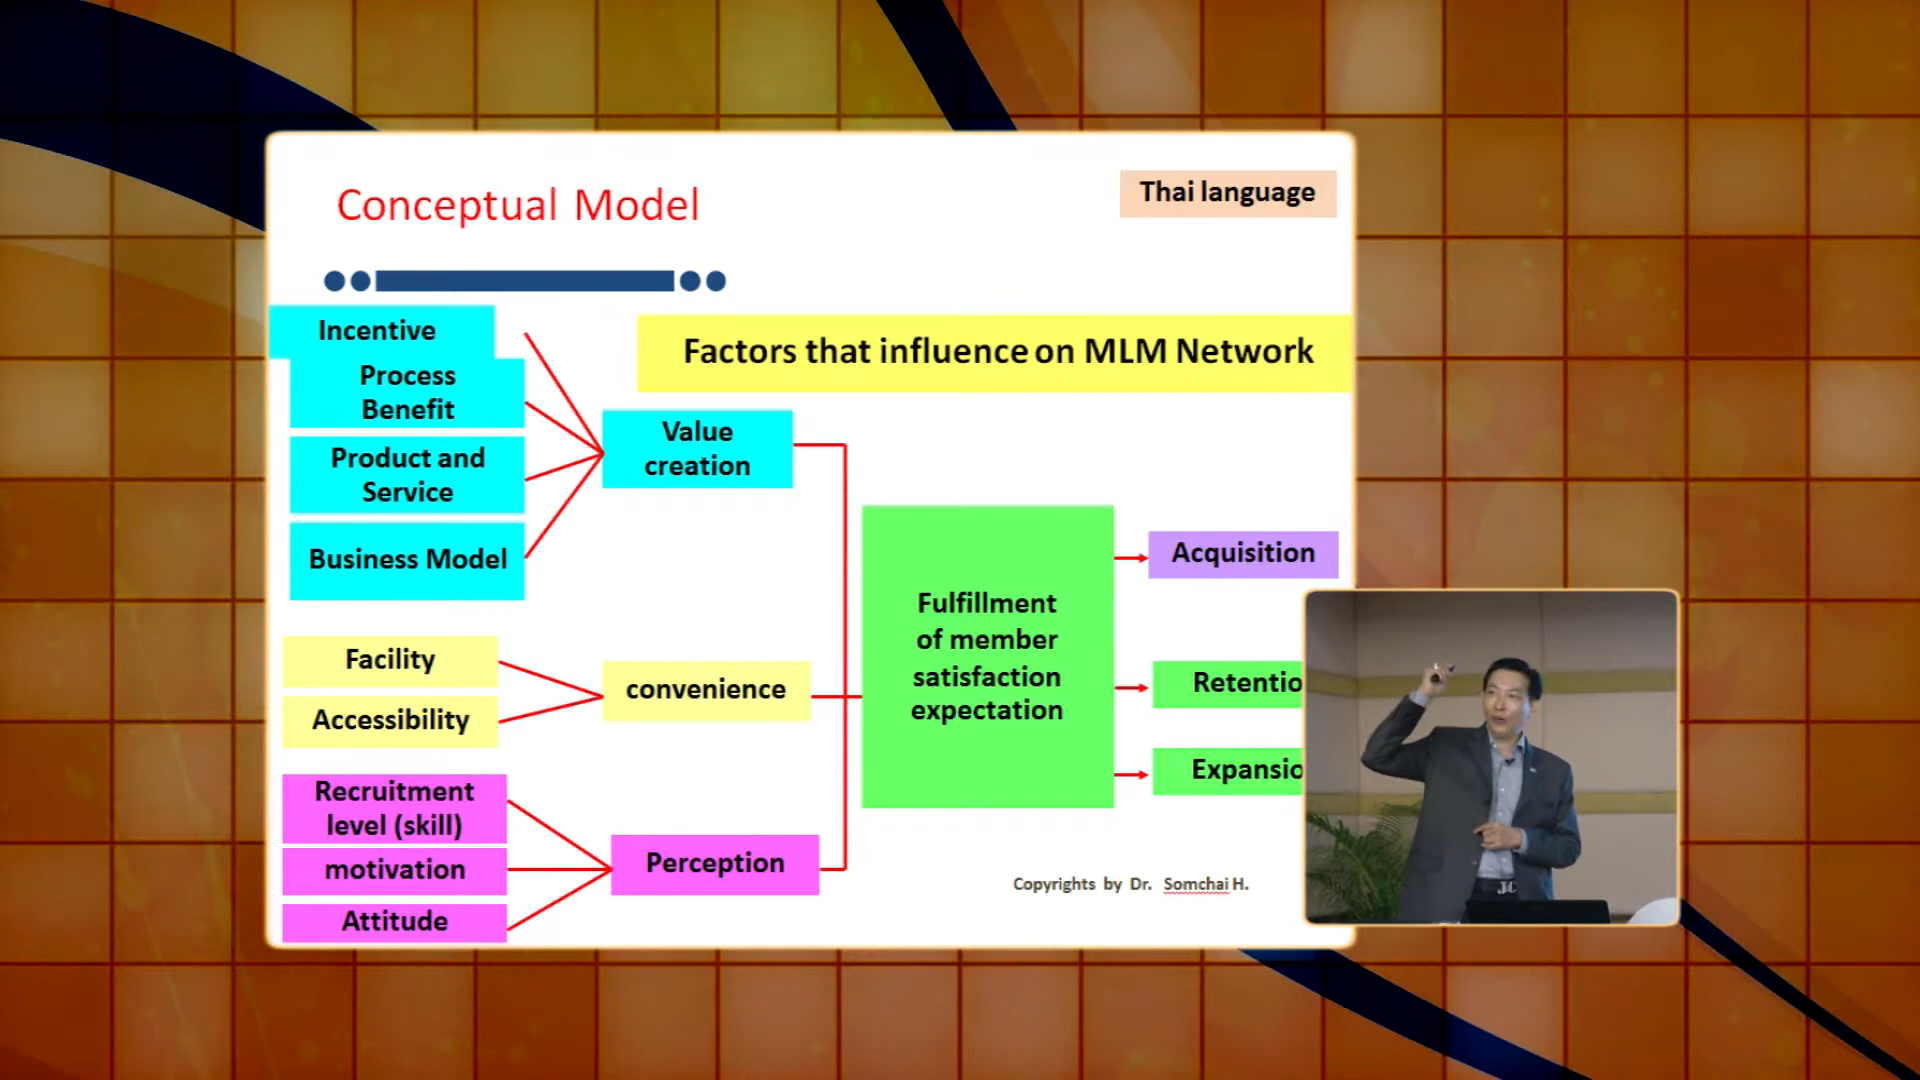 Conceptual Model
Thai language
Factors that influence on MLM Network
Incentive
Process
Benefit
Product and
Service
Business Model
Value
creation
Facility
Accessibility
convenience
Recruitment
level (skill)
motivation
Attitude
Perception
Fulfillment
of member
satisfaction
expectation
Acquisition
Retentio
Expansio
Copyrights by Dr. Somchai H.
JC